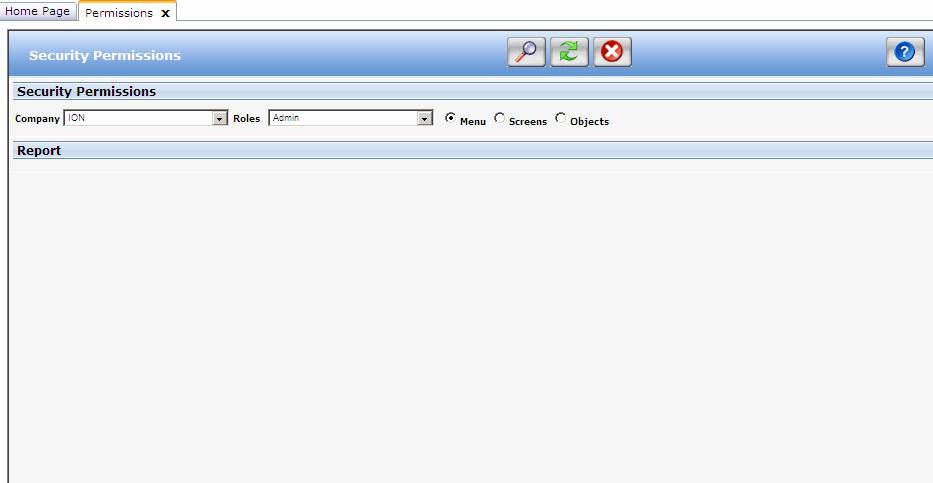 Home Page Permissions x
Security Permissions
Security Permissions
Company ION Roles Admin Menu Screens Objects
Report